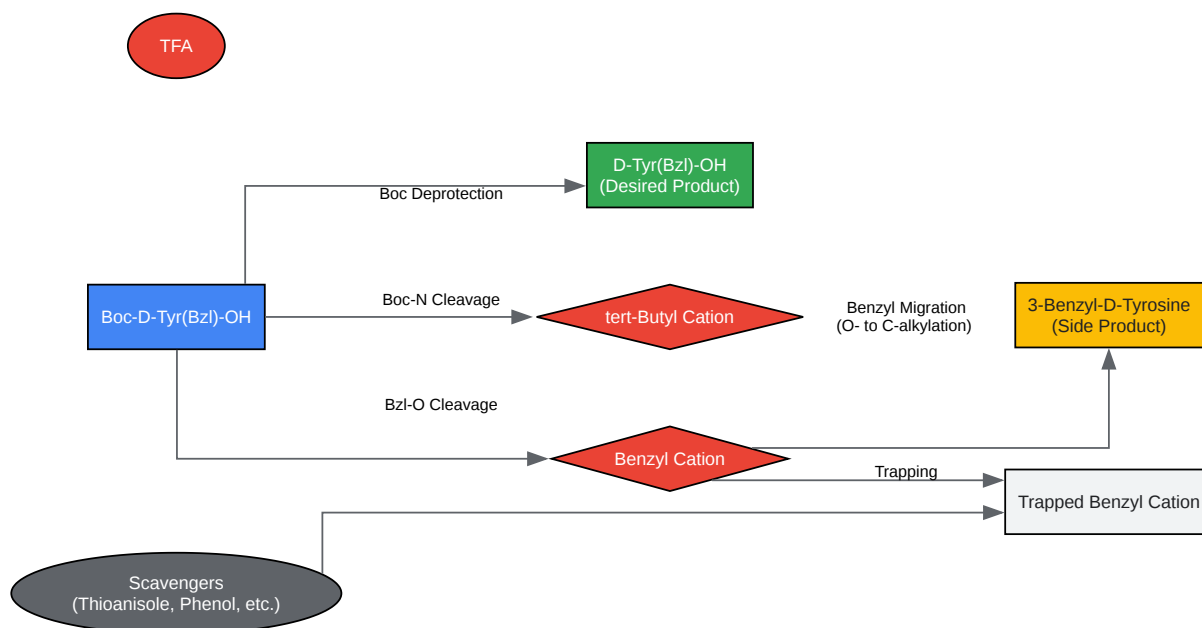 TFA
D-Tyr(Bzl)-OH
(Desired Product)
Boc Deprotection
Boc-D-Tyr(Bzl)-OH
Boc-N Cleavage
tert-Butyl Cation
Benzyl Migration
(O- to C-alkylation)
3-Benzyl-D-Tyrosine
(Side Product)
Bzl-O Cleavage
Benzyl Cation
Trapping
Trapped Benzyl Cation
Scavengers
(Thioanisole, Phenol, etc.)